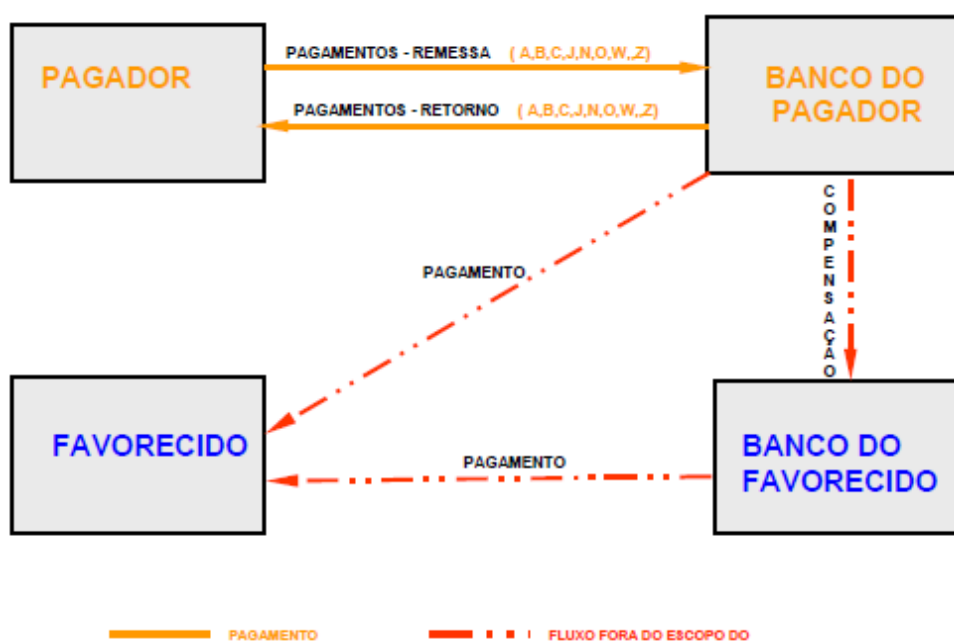 PAGAMENTOS - REMESSA ( A,B,C,J,N,O,W,,Z)
PAGADOR
BANCO DO
PAGADOR
PAGAMENTOS - RETORNO ( A,B,C,J,N,O,W,,Z)
COMPENSAÇÃO
PAGAMENTO
FAVORECIDO
PAGAMENTO
BANCO DO
FAVORECIDO
PAGAMENTO
FLUXO FORA DO ESCOPO DO